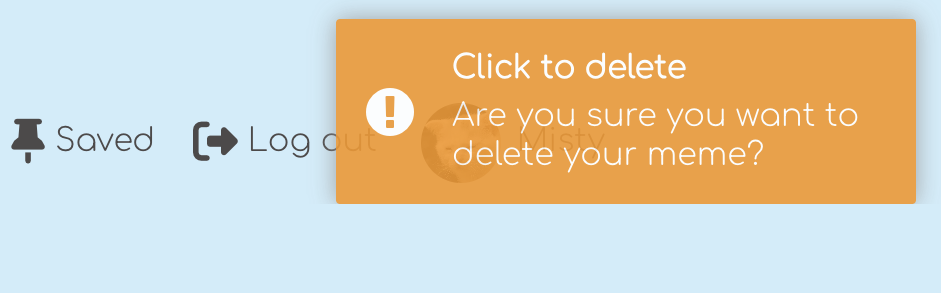 Click to delete
Are you sure you want to
delete your meme?
Saved
Log out
Misty